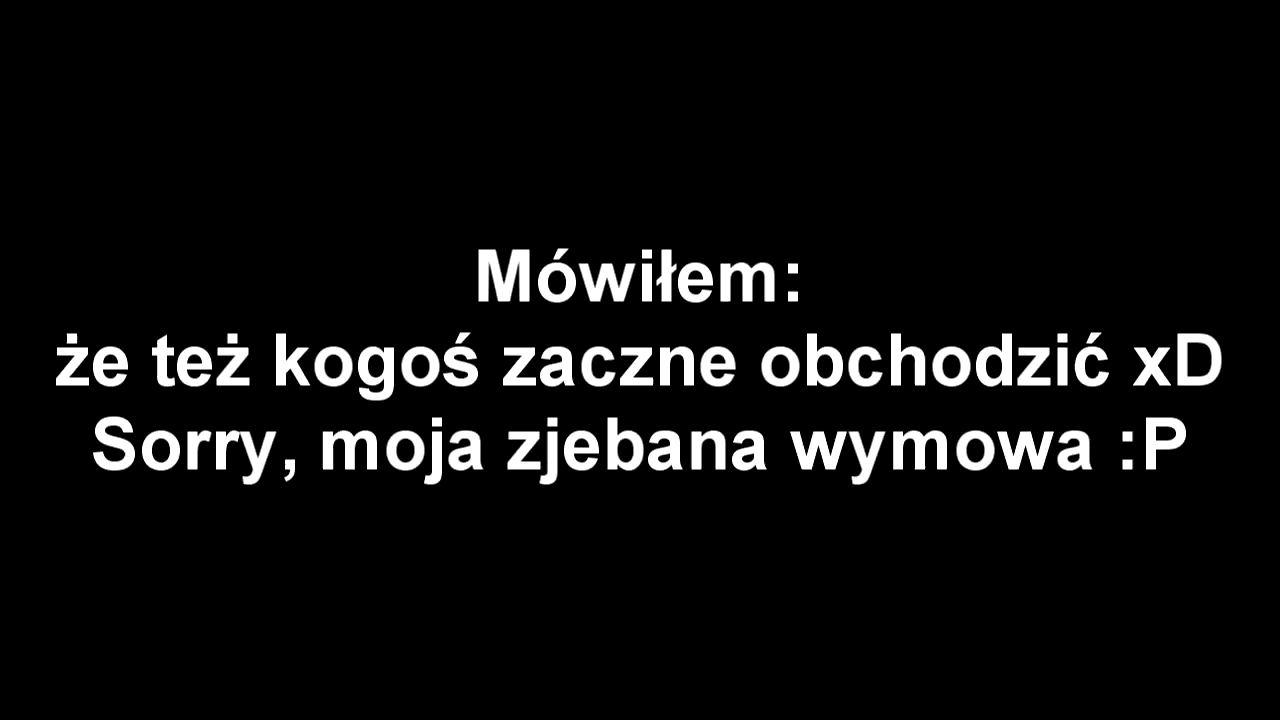 Mówiłem:
że też kogoś zaczne obchodzić xD
Sorry, moja zjebana wymowa :P